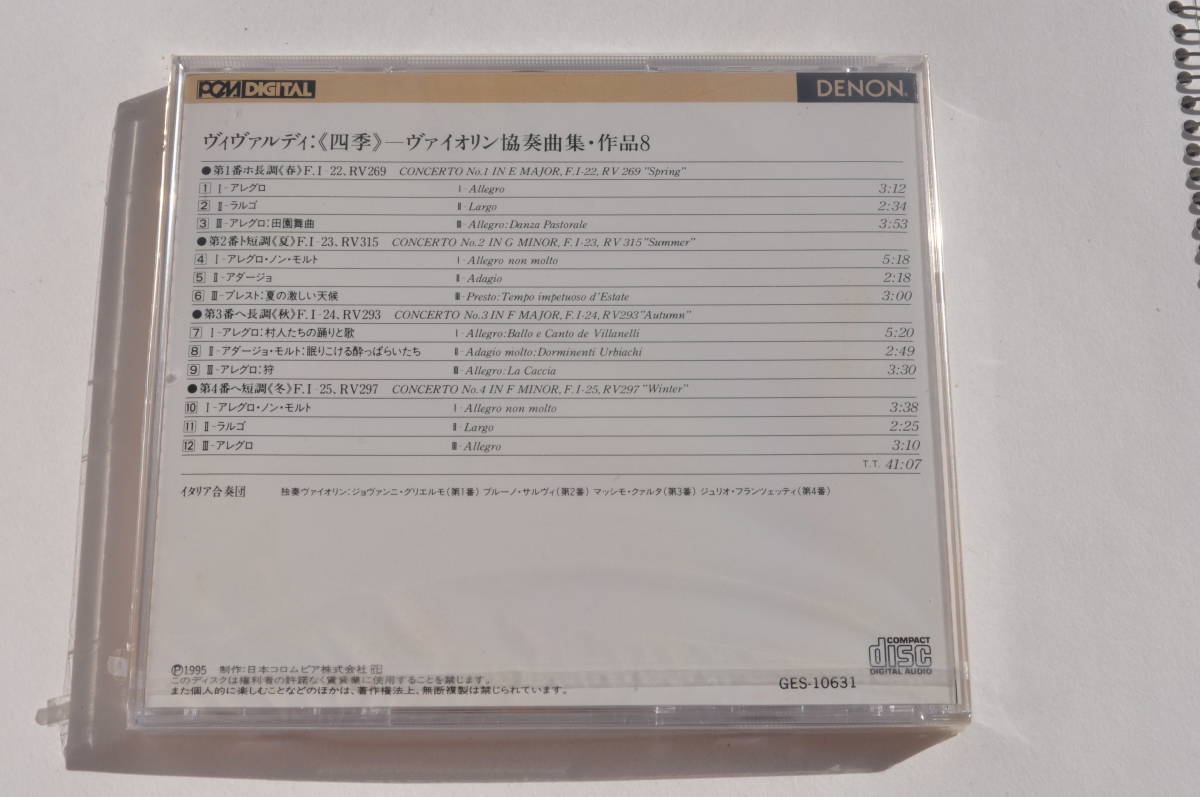 PCM DIGITAL
DENON
ヴィヴァルディ:《四季》—ヴァイオリン協奏曲集・作品8
●第1番ホ長調《春》F.I-22、RV269 CONCERTO No.1 IN E MAJOR, F.I-22, RV 269 "Spring"
1 I-アレグロ I-Allegro 3:12
2 II-ラルゴ II-Largo 2:34
3 III-アレグロ:田園舞曲 III-Allegro:Danza Pastorale 3:53
●第2番ト短調《夏》F.I-23、RV315 CONCERTO No.2 IN G MINOR, F.I-23, RV 315 "Summer"
4 I-アレグロ・ノン・モルト I-Allegro non molto 5:18
5 II-アダージョ II-Adagio 2:18
6 III-プレスト:夏の激しい天候 III-Presto:Tempo impetuoso d'Estate 3:00
●第3番ヘ長調《秋》F.I-24、RV293 CONCERTO No.3 IN F MAJOR, F.I-24, RV293 "Autumn"
7 I-アレグロ:村人たちの踊りと歌 I-Allegro:Ballo e Canto de Villanelli 5:20
8 II-アダージョ・モルト:眠りこける酔っぱらいたち II-Adagio molto:Dorminenti Urbiachi 2:49
9 III-アレグロ:狩 III-Allegro:La Caccia 3:30
●第4番ヘ短調《冬》F.I-25、RV297 CONCERTO No.4 IN F MINOR, F.I-25, RV297 "Winter"
10 I-アレグロ・ノン・モルト I-Allegro non molto 3:38
11 II-ラルゴ II-Largo 2:25
12 III-アレグロ III-Allegro 3:10
T.T. 41:07
イタリア合奏団 独奏ヴァイオリン:ジョヴァンニ・グリエルモ(第1番) ブルーノ・サルヴィ(第2番) マッシモ・クァルタ(第3番) ジュリオ・フランツェッティ(第4番)
℗1995 制作:日本コロムビア株式会社
このディスクは権利者の許諾なく賃貸業に使用することを禁じます。
また個人的に楽しむことなどのほかは、著作権法上、無断複製は禁じられています。
GES-10631
COMPACT
disc
DIGITAL AUDIO